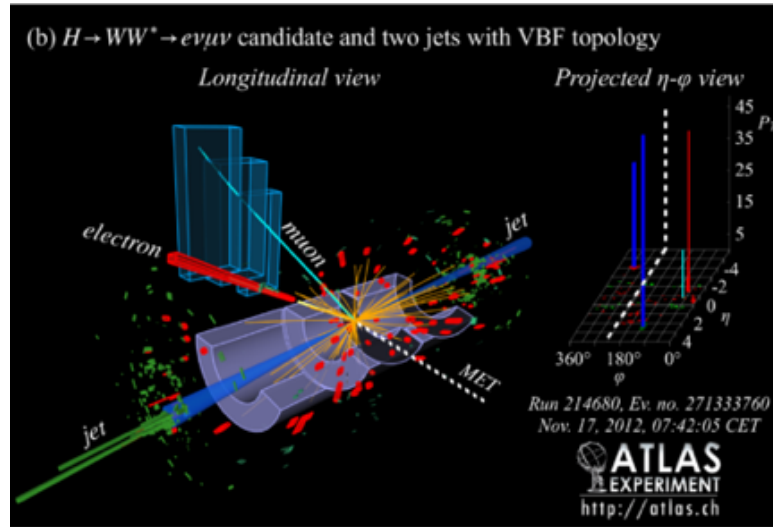 (b) H→WW*→eνμν candidate and two jets with VBF topology
Longitudinal view
Projected η-φ view
electron
muon
jet
jet
MET
45
35
25
15
5
-4
-2
0
2
4
η
360°
180°
0°
φ
Run 214680, Ev. no. 271333760
Nov. 17, 2012, 07:42:05 CET
ATLAS
EXPERIMENT
http://atlas.ch